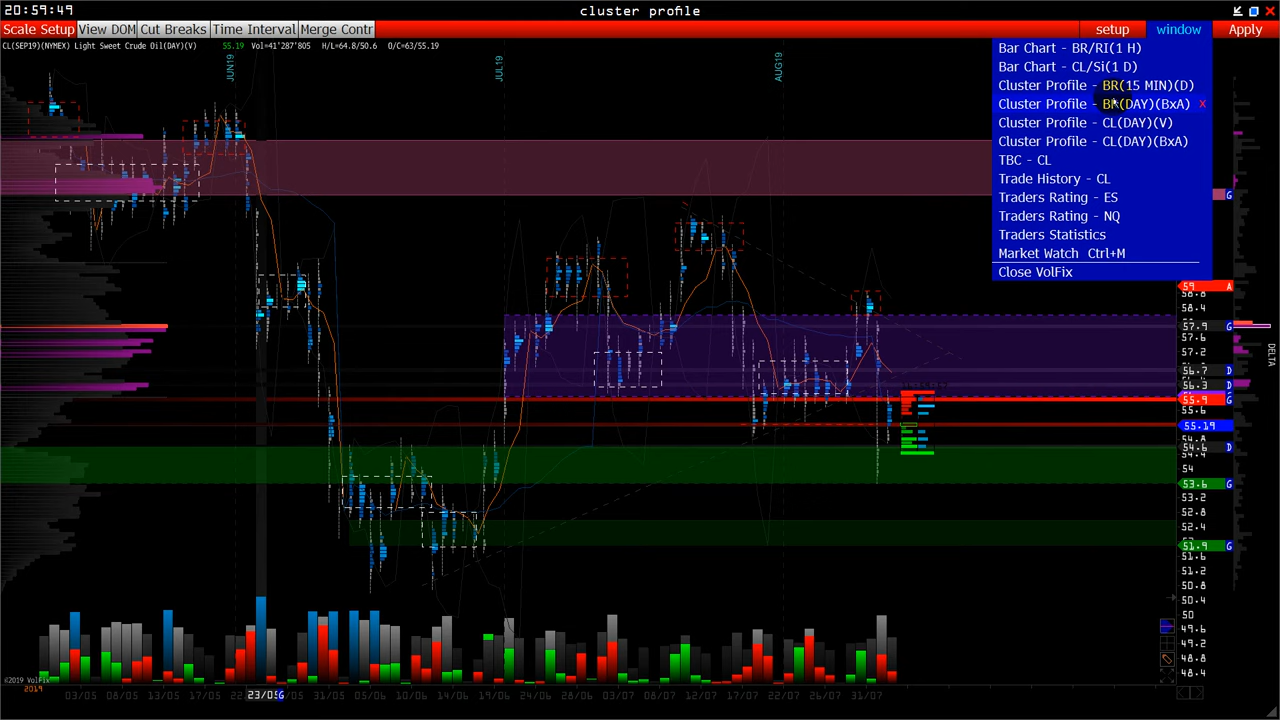 20:59:49
cluster profile
Scale Setup
View DOM
Cut Breaks
Time Interval
Merge Contr
setup
window
Apply
CL(SEP19)(NYMEX) Light Sweet Crude Oil(DAY)(V) 55.19 Vol=41'287'805 H/L=64.8/50.6 O/C=63/55.19
JUN19
JUL19
AUG19
Bar Chart - BR/RI(1 H)
Bar Chart - CL/Si(1 D)
Cluster Profile - BR(15 MIN)(D)
Cluster Profile - BR(DAY)(BxA) x
Cluster Profile - CL(DAY)(V)
Cluster Profile - CL(DAY)(BxA)
TBC - CL
Trade History - CL
Traders Rating - ES
Traders Rating - NQ
Traders Statistics
Market Watch Ctrl+M
Close VolFix
G
59 A
58.8
58.4
57.9 G
57.6
57.2
56.7 D
56.3 D
55.9 G
55.6
55.19
54.8
54.6 D
54
53.6 G
53.2
52.8
52.4
51.9 G
51.6
51.2
50.8
50.4
50
49.6
49.2
48.8
48.4
DELTA
©2019 VolFix
2019
03/05
08/05
13/05
17/05
22
23/05 G
31/05
05/06
10/06
14/06
19/06
24/06
28/06
03/07
08/07
12/07
17/07
22/07
26/07
31/07